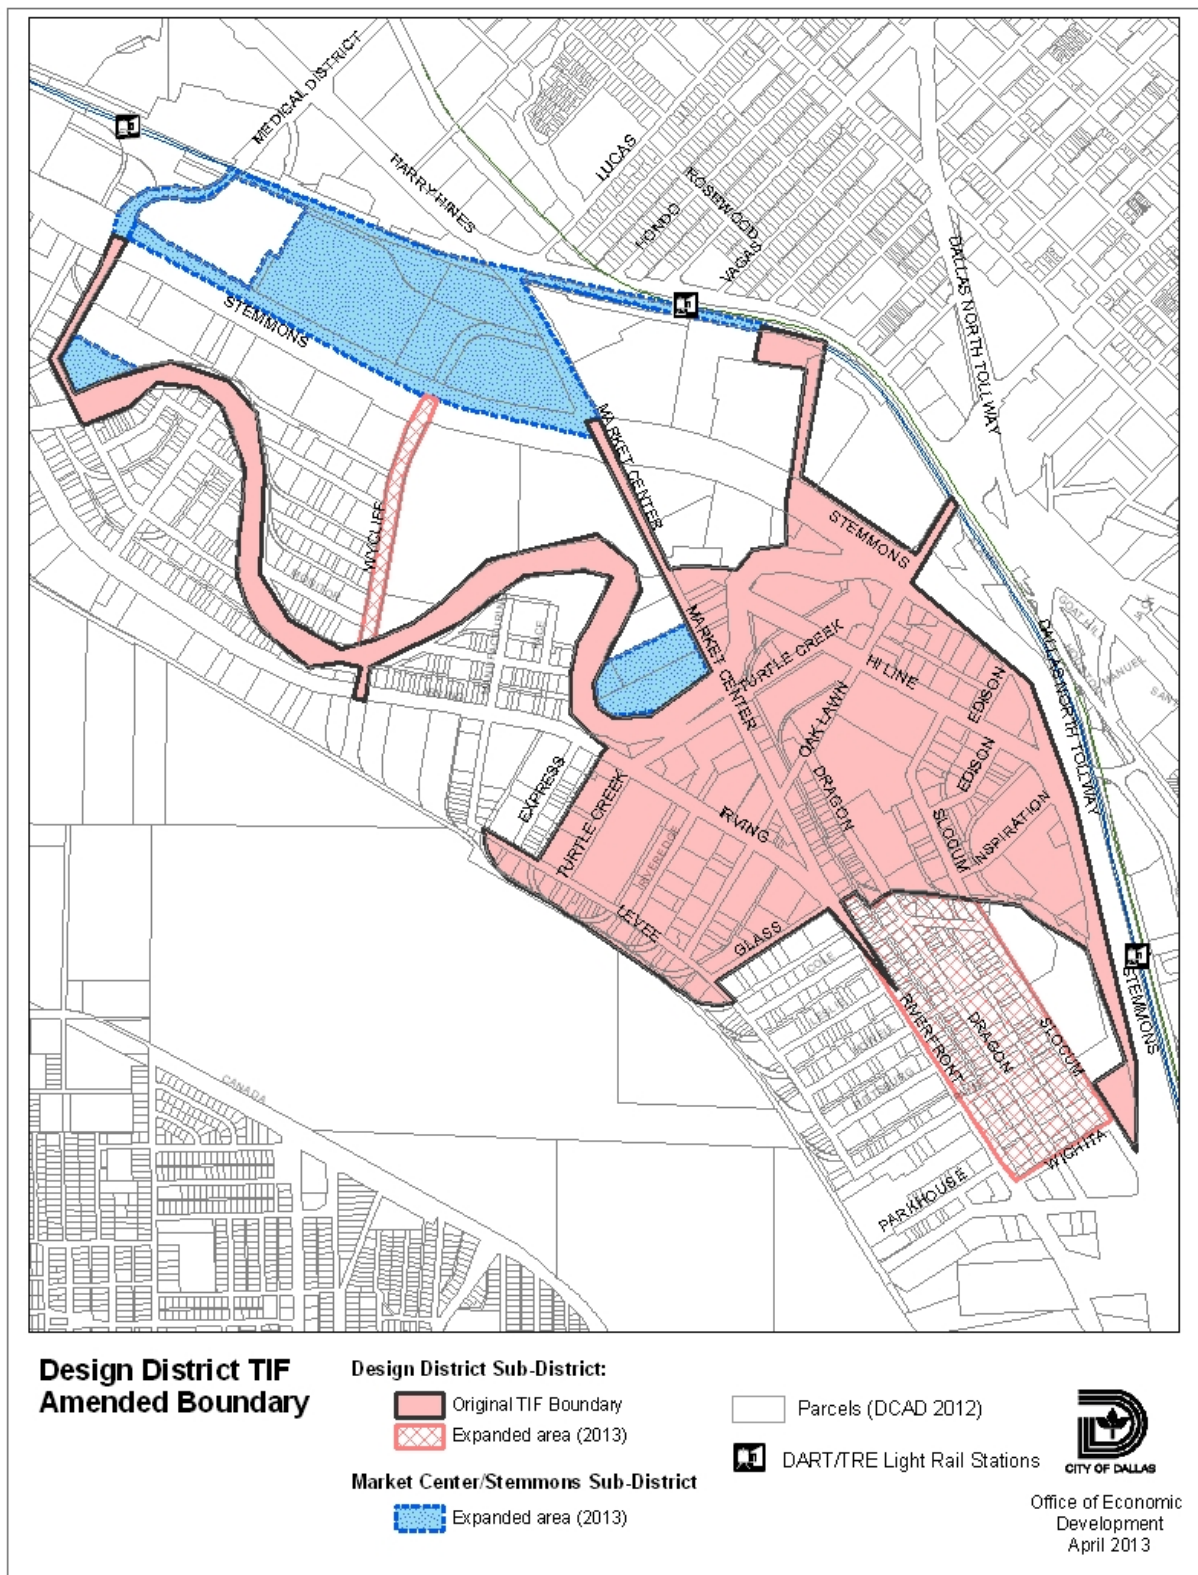 MEDICAL DISTRICT
HARRY HINES
LUCAS
ROSEWOOD
HONDO
VAGAS
DALLAS NORTH TOLLWAY
STEMMONS
MARKET CENTER
WYCLIFF
STEMMONS
MARKET CENTER
TURTLE CREEK
HI LINE
MANUEL
DALLAS NORTH TOLLWAY
EDISON
OAK LAWN
EDISON
DRAGON
EXPRESS
TURTLE CREEK
IRVING
RIVEREDGE
SLOCUM
INSPIRATION
LEVEE
GLASS
COLE
STEMMONS
RIVERFRONT
DRAGON
SLOCUM
CANADA
WICHITA
PARKHOUSE
Design District TIF
Amended Boundary
Design District Sub-District:
Original TIF Boundary
Expanded area (2013)
Market Center/Stemmons Sub-District
Expanded area (2013)
Parcels (DCAD 2012)
DART/TRE Light Rail Stations
CITY OF DALLAS
Office of Economic
Development
April 2013